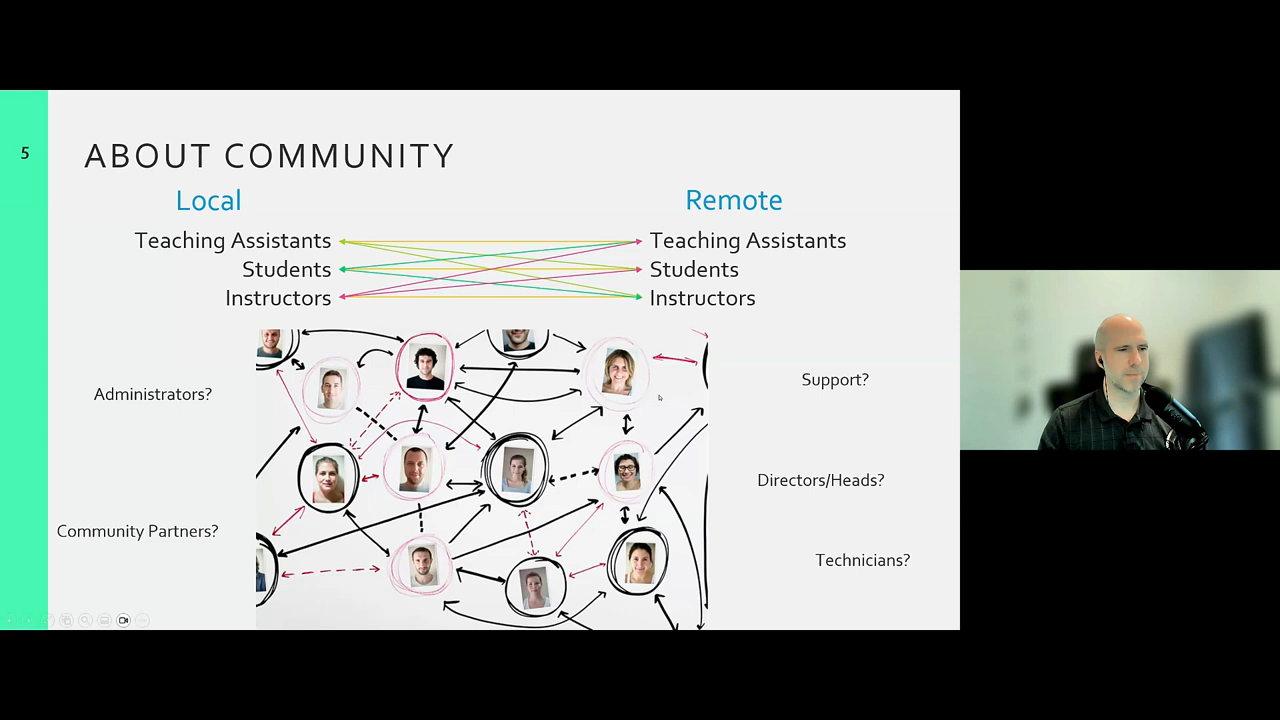 5
ABOUT COMMUNITY
Local
Remote
Teaching Assistants
Teaching Assistants
Students
Students
Instructors
Instructors
Administrators?
Support?
Directors/Heads?
Community Partners?
Technicians?